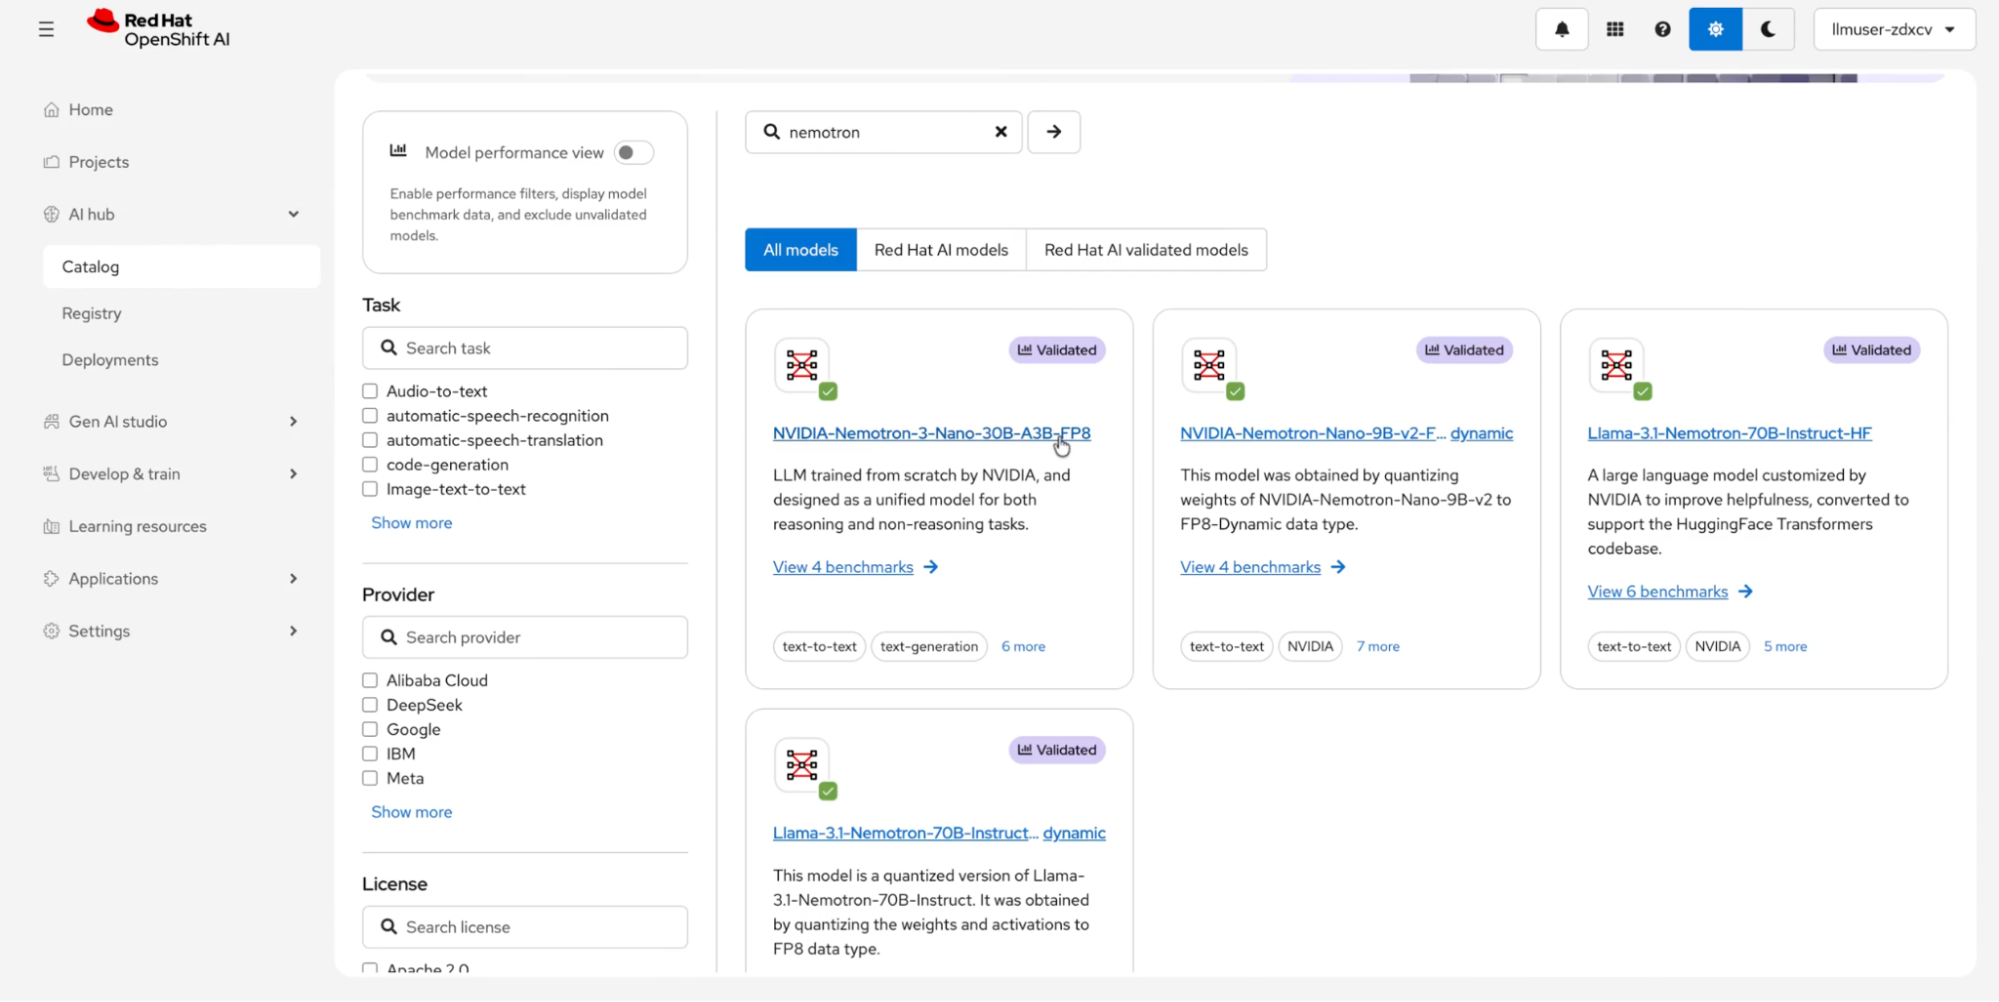 Red Hat
OpenShift AI
llmuser-zdxcv
Home
Projects
AI hub
Catalog
Registry
Deployments
Gen AI studio
Develop & train
Learning resources
Applications
Settings
Model performance view
Enable performance filters, display model
benchmark data, and exclude unvalidated
models.
Task
Search task
Audio-to-text
automatic-speech-recognition
automatic-speech-translation
code-generation
Image-text-to-text
Show more
Provider
Search provider
Alibaba Cloud
DeepSeek
Google
IBM
Meta
Show more
License
Search license
Apache 2.0
nemotron
All models
Red Hat AI models
Red Hat AI validated models
Validated
NVIDIA-Nemotron-3-Nano-30B-A3B-FP8
LLM trained from scratch by NVIDIA, and
designed as a unified model for both
reasoning and non-reasoning tasks.
View 4 benchmarks
text-to-text text-generation 6 more
Validated
NVIDIA-Nemotron-Nano-9B-v2-F... dynamic
This model was obtained by quantizing
weights of NVIDIA-Nemotron-Nano-9B-v2 to
FP8-Dynamic data type.
View 4 benchmarks
text-to-text NVIDIA 7 more
Validated
Llama-3.1-Nemotron-70B-Instruct-HF
A large language model customized by
NVIDIA to improve helpfulness, converted to
support the HuggingFace Transformers
codebase.
View 6 benchmarks
text-to-text NVIDIA 5 more
Validated
Llama-3.1-Nemotron-70B-Instruct... dynamic
This model is a quantized version of Llama-
3.1-Nemotron-70B-Instruct. It was obtained
by quantizing the weights and activations to
FP8 data type.